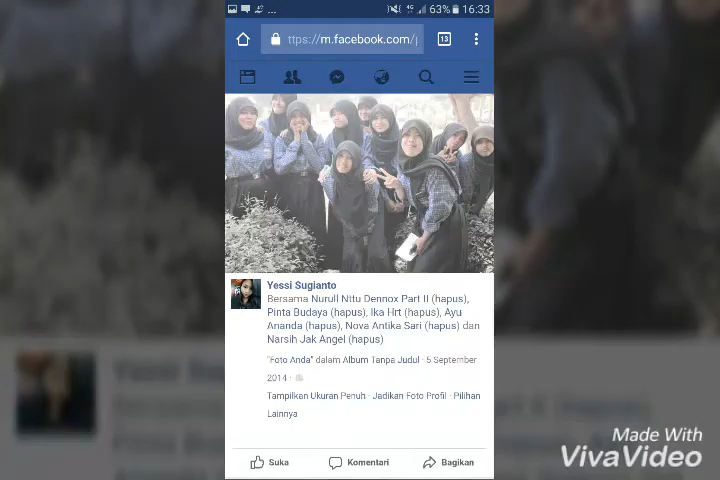 63% 16:33
ttps://m.facebook.com/p
13
Yessi Sugianto
Bersama Nurull Nttu Dennox Part II (hapus),
Pinta Budaya (hapus), Ika Hrt (hapus), Ayu
Ananda (hapus), Nova Antika Sari (hapus) dan
Narsih Jak Angel (hapus)
"Foto Anda" dalam Album Tanpa Judul · 5 September
2014 ·
Tampilkan Ukuran Penuh · Jadikan Foto Profil · Pilihan
Lainnya
Suka Komentari Bagikan
Made With
VivaVideo